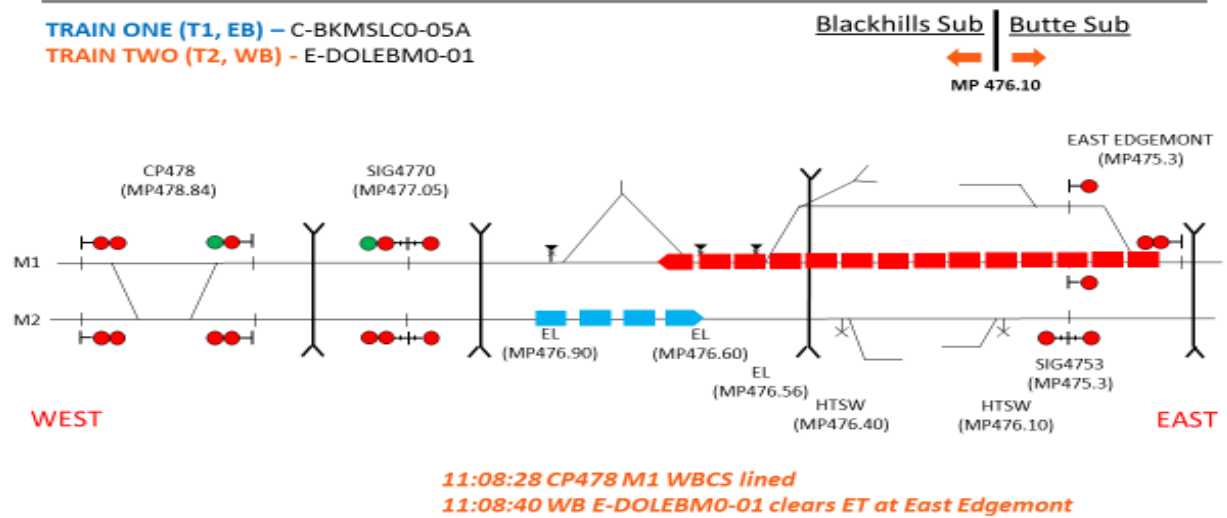 TRAIN ONE (T1, EB) – C-BKMSLC0-05A
TRAIN TWO (T2, WB) - E-DOLEBM0-01
Blackhills Sub
Butte Sub
MP 476.10
CP478
(MP478.84)
SIG4770
(MP477.05)
EAST EDGEMONT
(MP475.3)
M1
M2
EL
(MP476.90)
EL
(MP476.60)
EL
(MP476.56)
HTSW
(MP476.40)
HTSW
(MP476.10)
SIG4753
(MP475.3)
WEST
EAST
11:08:28 CP478 M1 WBCS lined
11:08:40 WB E-DOLEBM0-01 clears ET at East Edgemont